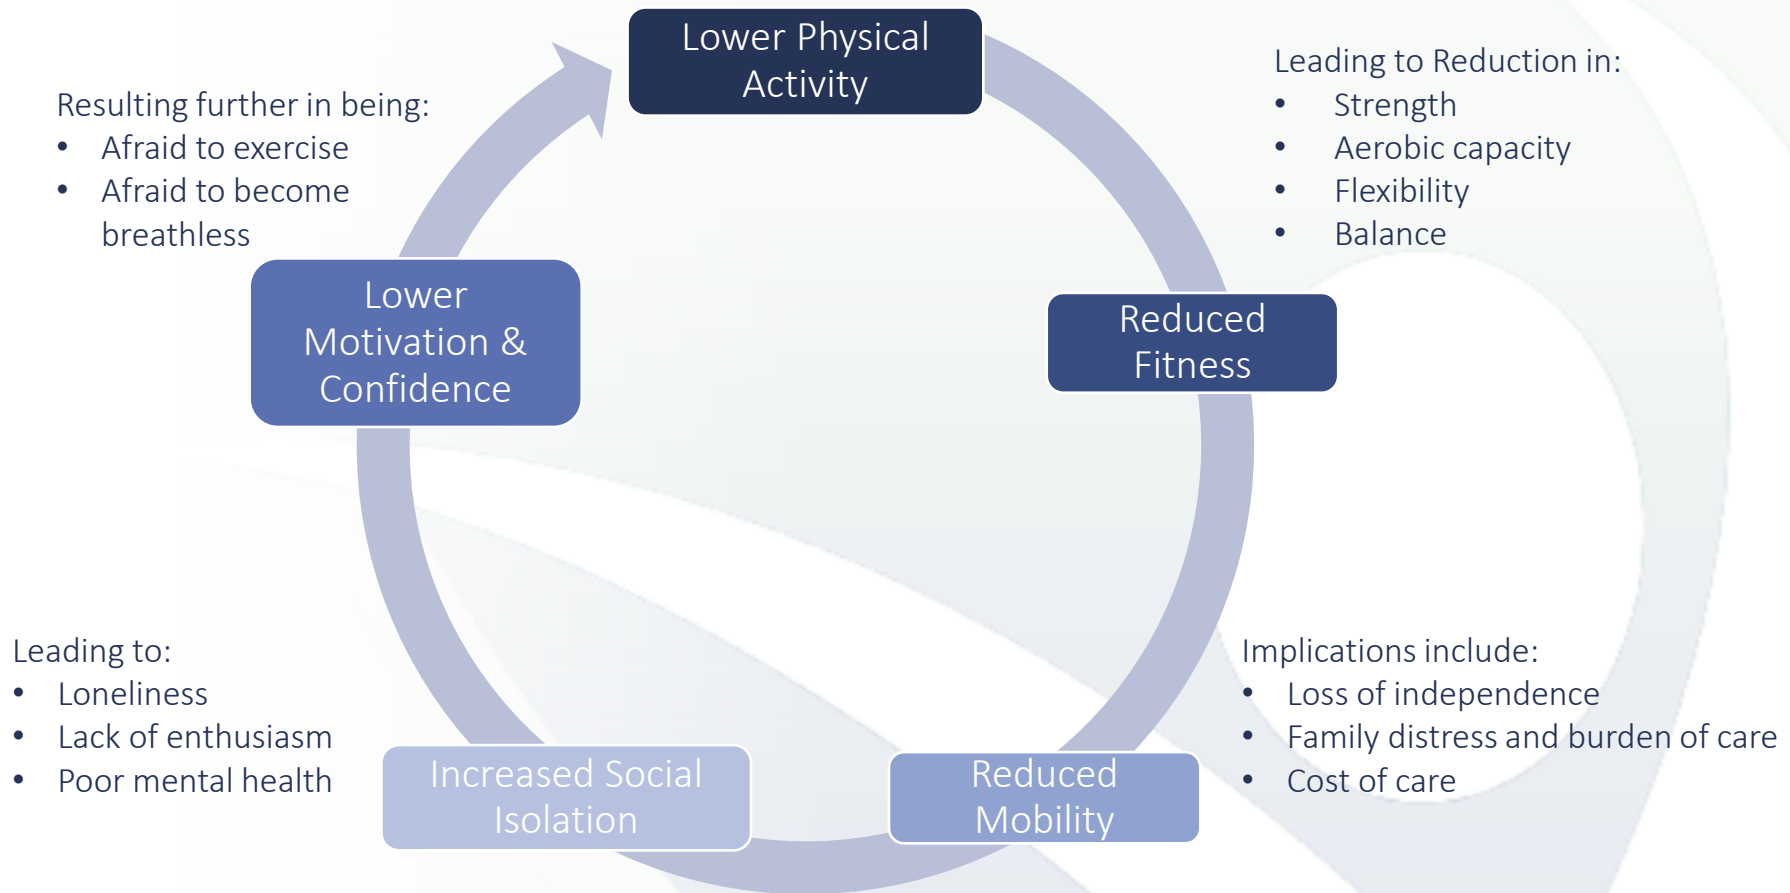 Lower Physical
Activity
Leading to Reduction in:
• Strength
• Aerobic capacity
• Flexibility
• Balance
Reduced
Fitness
Implications include:
• Loss of independence
• Family distress and burden of care
• Cost of care
Reduced
Mobility
Increased Social
Isolation
Leading to:
• Loneliness
• Lack of enthusiasm
• Poor mental health
Lower
Motivation &
Confidence
Resulting further in being:
• Afraid to exercise
• Afraid to become
breathless